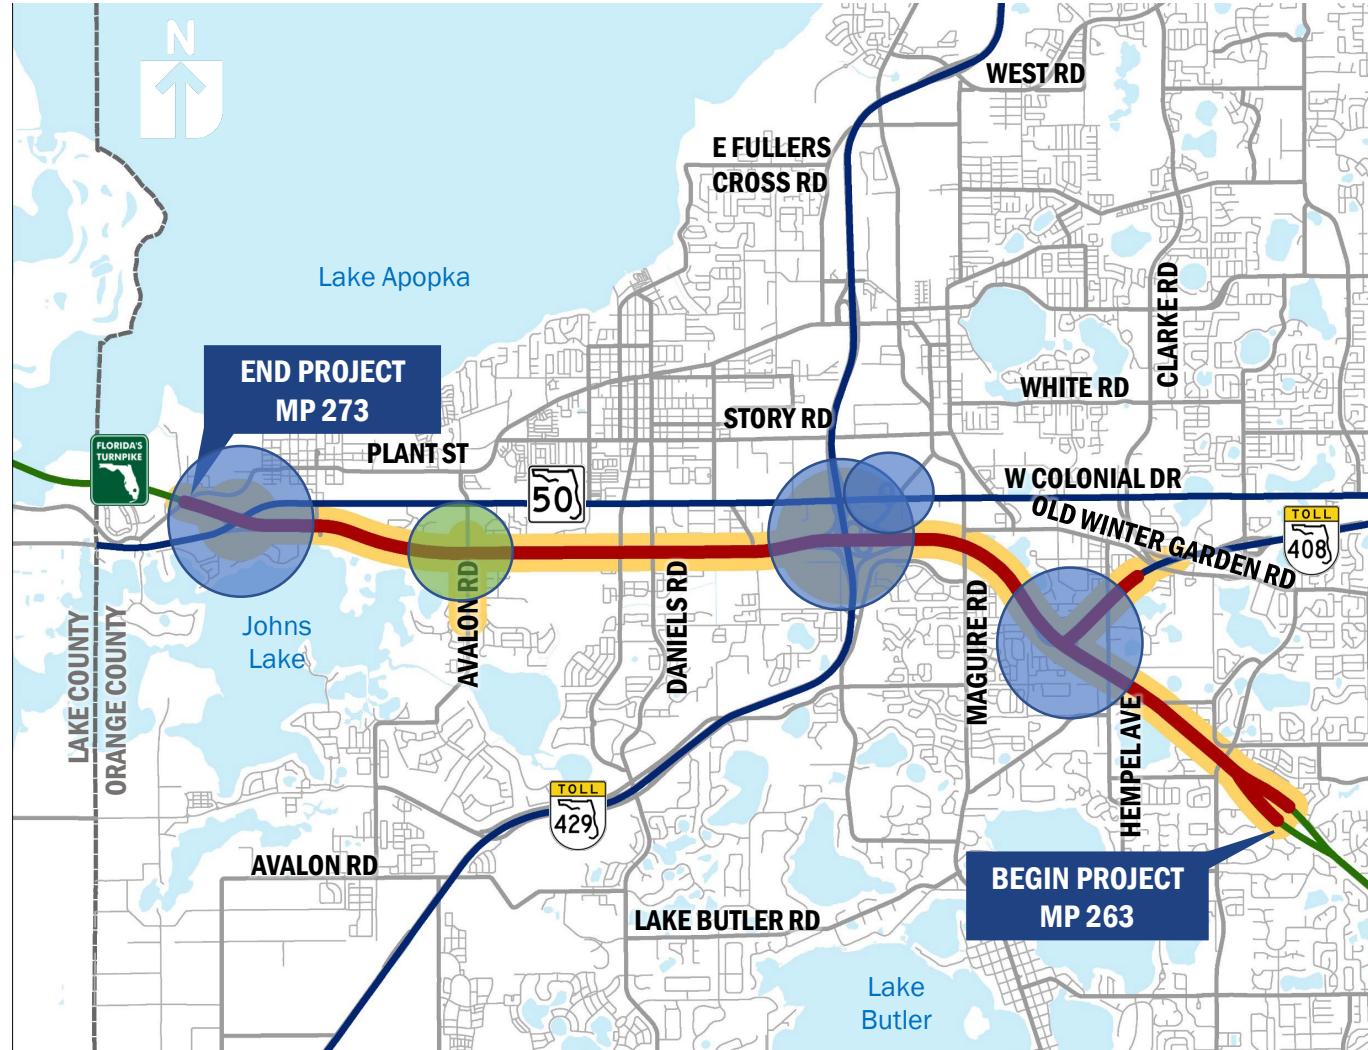 N
WEST RD
E FULLERS
CROSS RD
Lake Apopka
CLARKE RD
END PROJECT
MP 273
WHITE RD
STORY RD
PLANT ST
FLORIDA'S
TURNPIKE
50
W COLONIAL DR
OLD WINTER GARDEN RD
TOLL
408
AVALON RD
DANIELS RD
MAGUIRE RD
Johns
Lake
LAKE COUNTY
ORANGE COUNTY
HEMPEL AVE
TOLL
429
AVALON RD
BEGIN PROJECT
MP 263
LAKE BUTLER RD
Lake
Butler